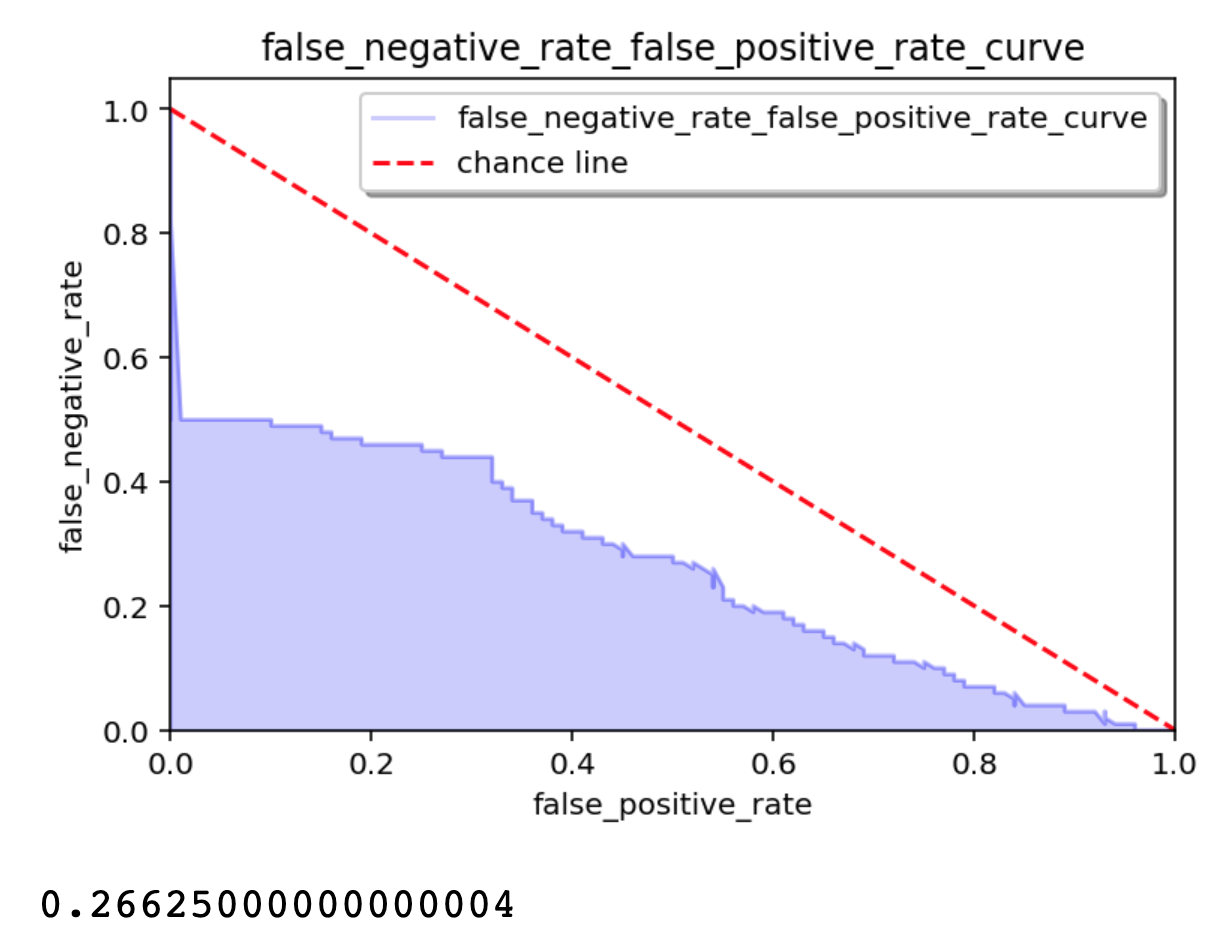 false_negative_rate_false_positive_rate_curve
false_negative_rate_false_positive_rate_curve
chance line
1.0
0.8
0.6
0.4
0.2
0.0
false_negative_rate
0.0 0.2 0.4 0.6 0.8 1.0
false_positive_rate
0.26625000000000004